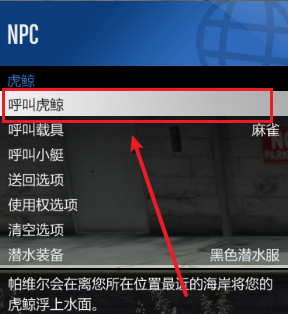 NPC
虎鲸
呼叫虎鲸
呼叫载具 麻雀
呼叫小艇
送回选项
使用权选项
清空选项
潜水装备 黑色潜水服
帕维尔会在离您所在位置最近的海岸将您的
虎鲸浮上水面。